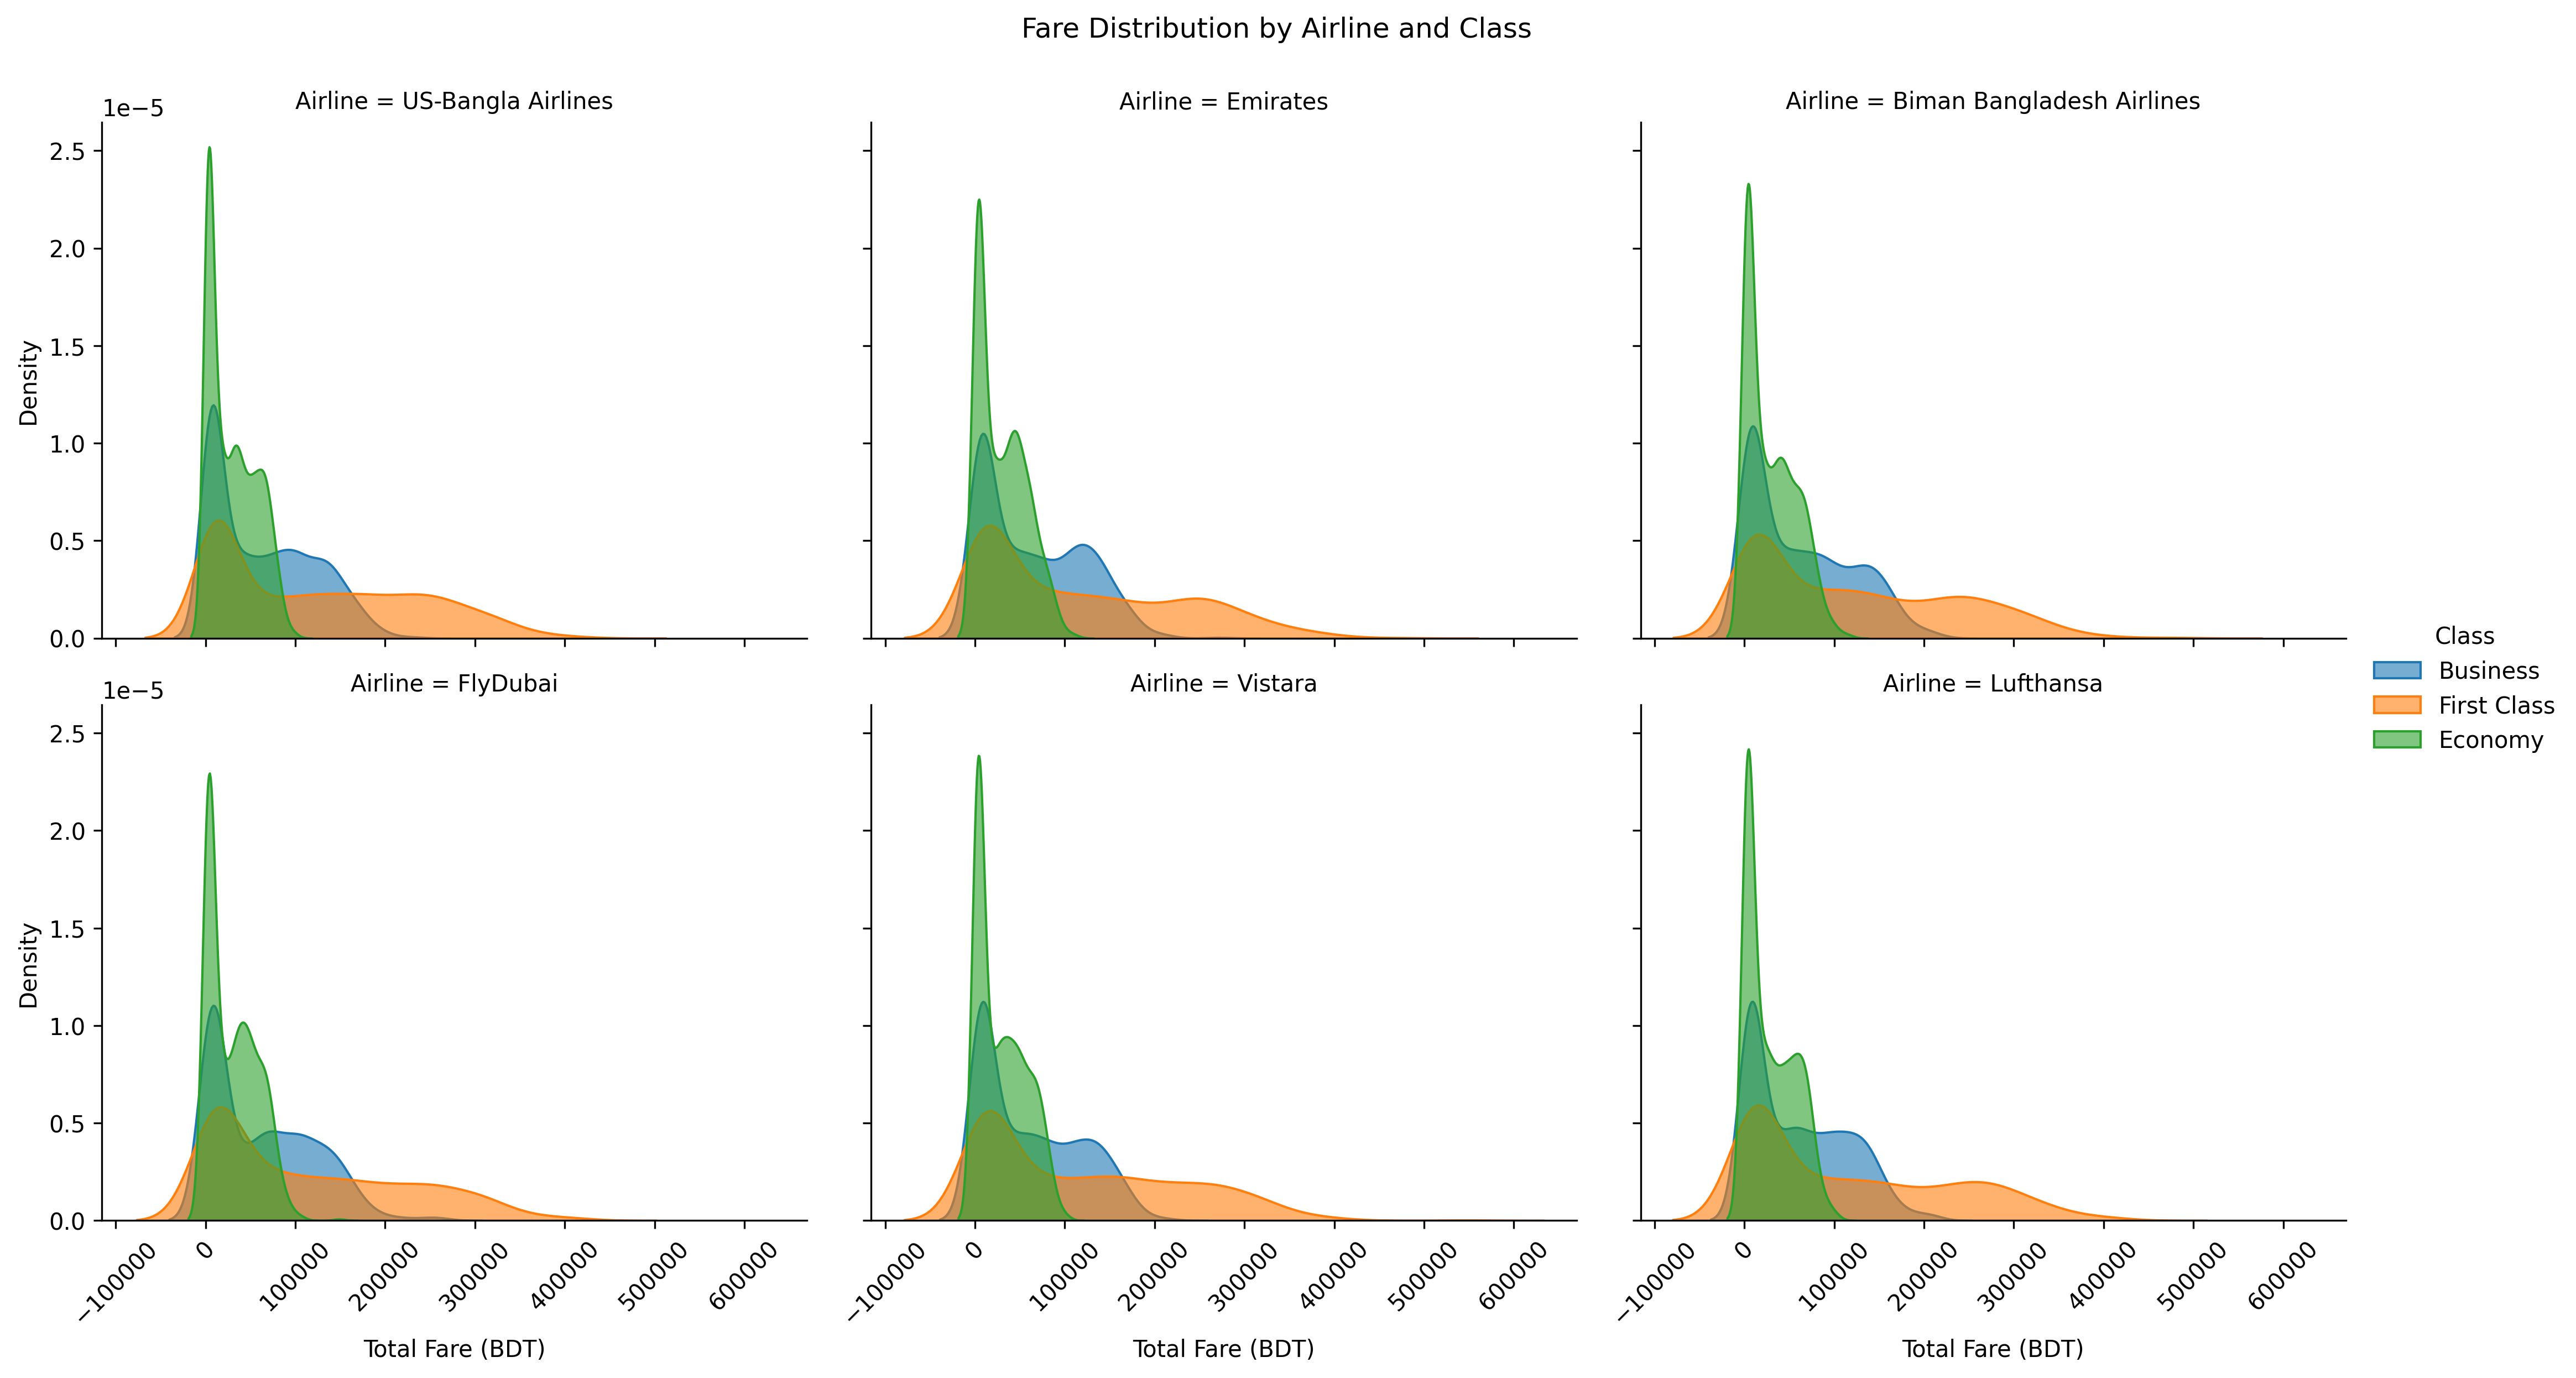 Fare Distribution by Airline and Class
Airline = US-Bangla Airlines
Airline = Emirates
Airline = Biman Bangladesh Airlines
1e−5
2.5
2.0
1.5
1.0
0.5
0.0
Density
Airline = FlyDubai
Airline = Vistara
Airline = Lufthansa
1e−5
2.5
2.0
1.5
1.0
0.5
0.0
Density
−100000 0 100000 200000 300000 400000 500000 600000
−100000 0 100000 200000 300000 400000 500000 600000
−100000 0 100000 200000 300000 400000 500000 600000
Total Fare (BDT)
Total Fare (BDT)
Total Fare (BDT)
Class
Business
First Class
Economy